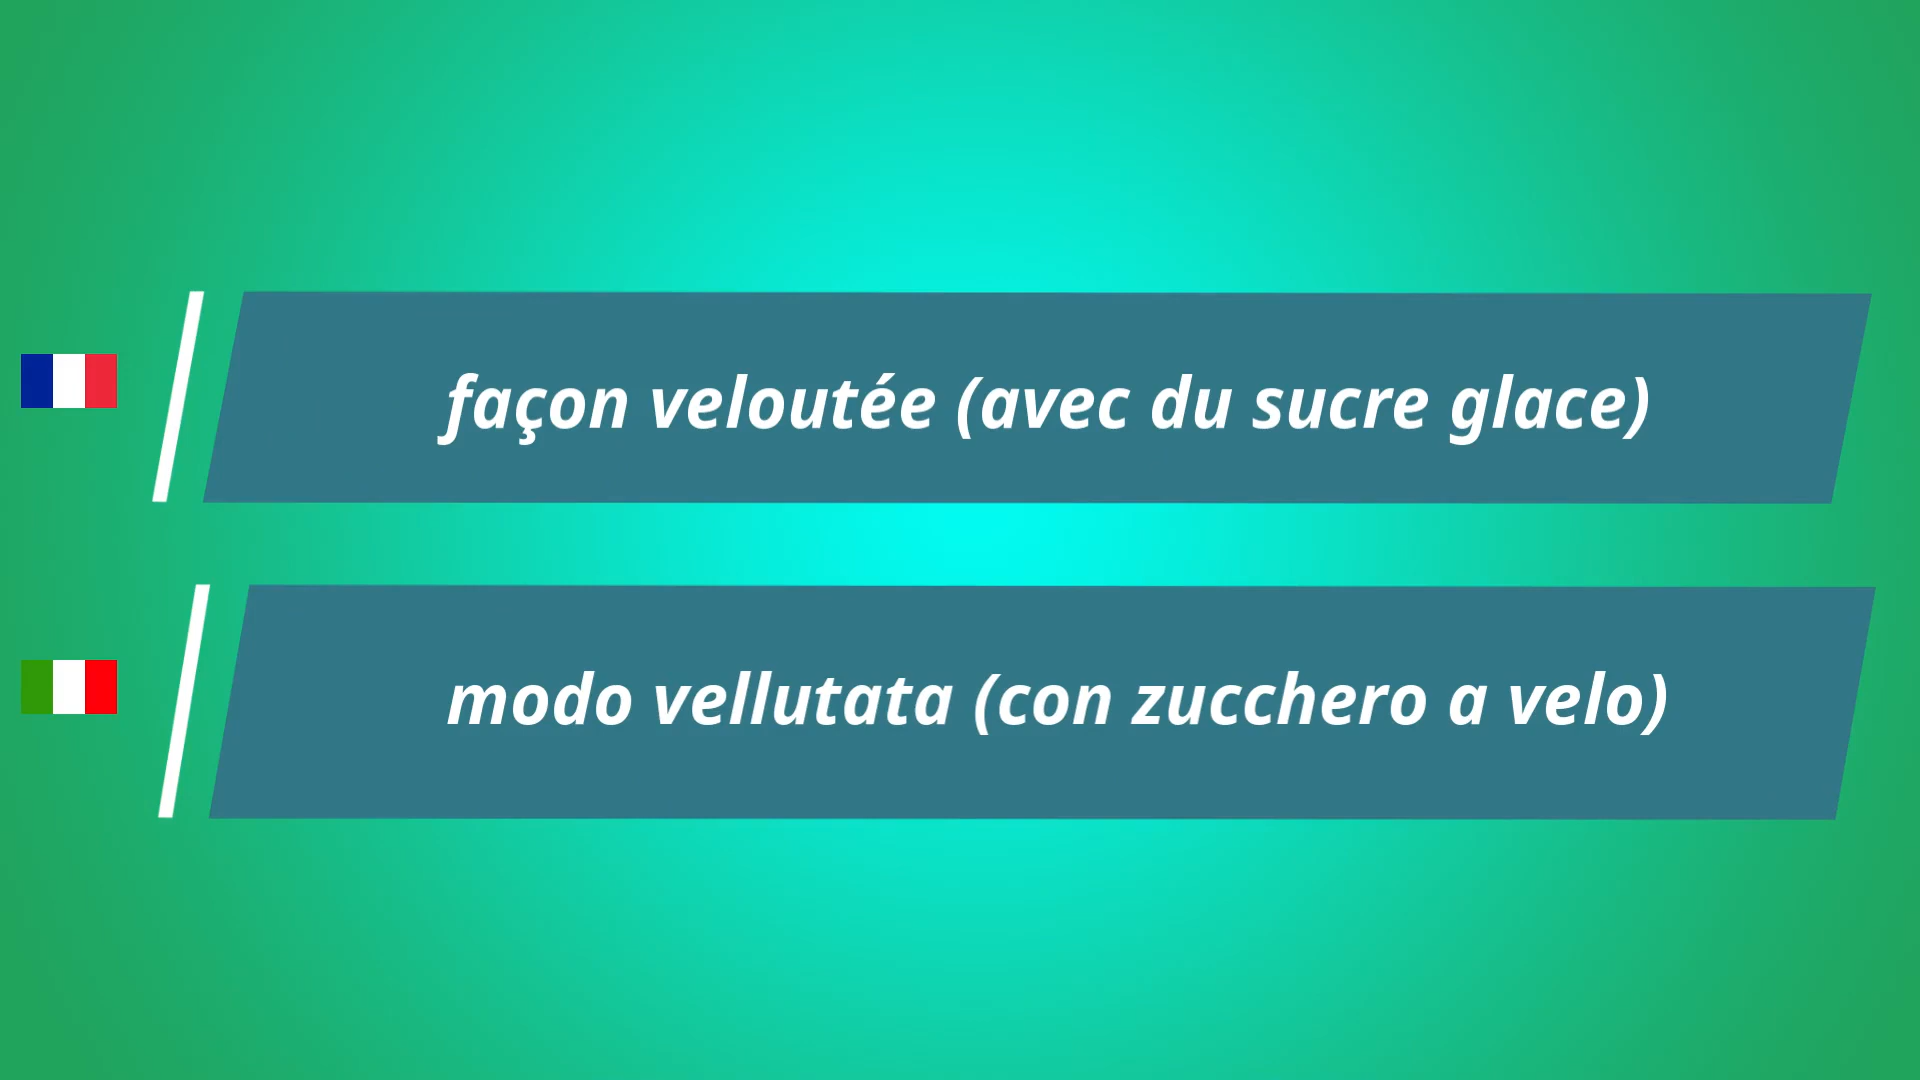 façon veloutée (avec du sucre glace)
modo vellutata (con zucchero a velo)